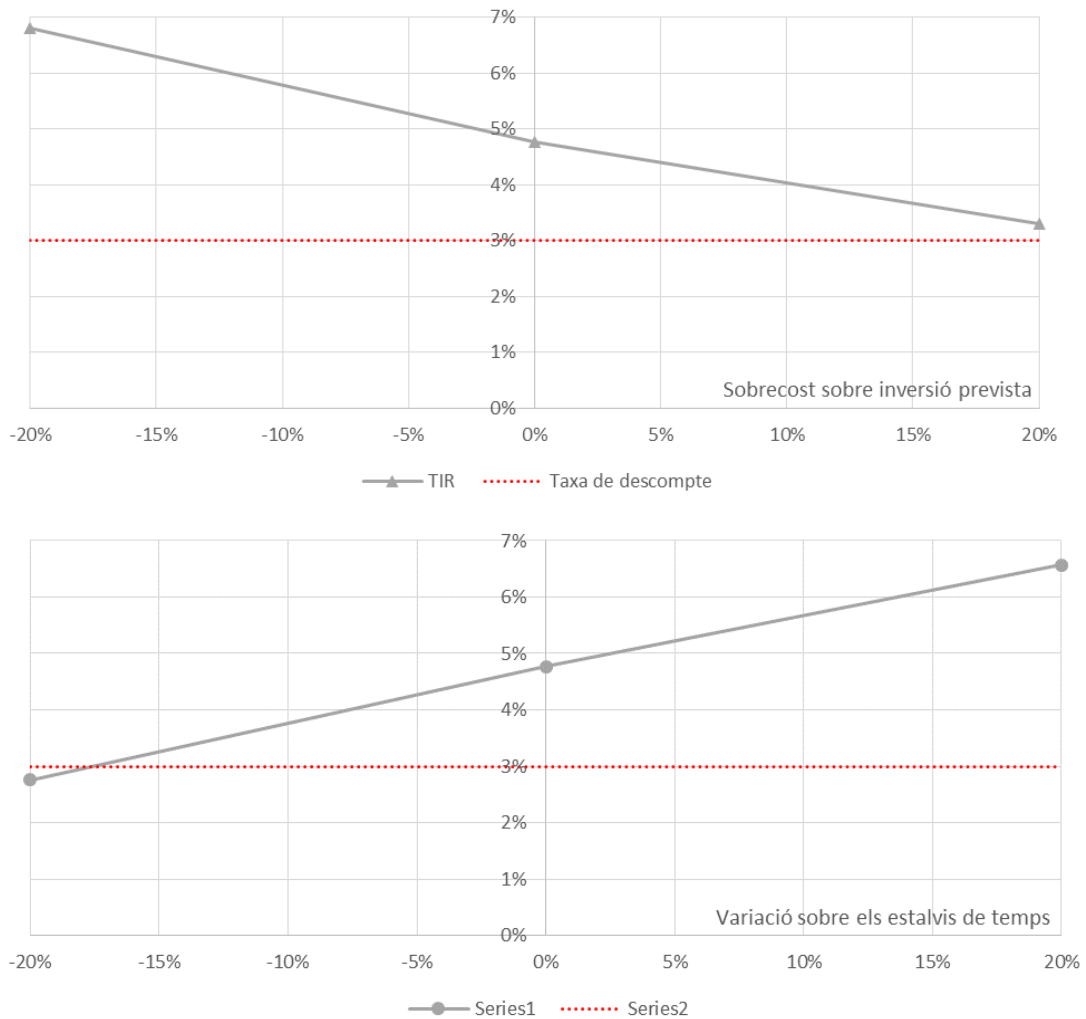 7%
6%
5%
4%
3%
2%
1%
0%
Sobrecost sobre inversió prevista
-20% -15% -10% -5% 0% 5% 10% 15% 20%
TIR Taxa de descompte
7%
6%
5%
4%
3%
2%
1%
0%
Variació sobre els estalvis de temps
-20% -15% -10% -5% 0% 5% 10% 15% 20%
Series1 Series2